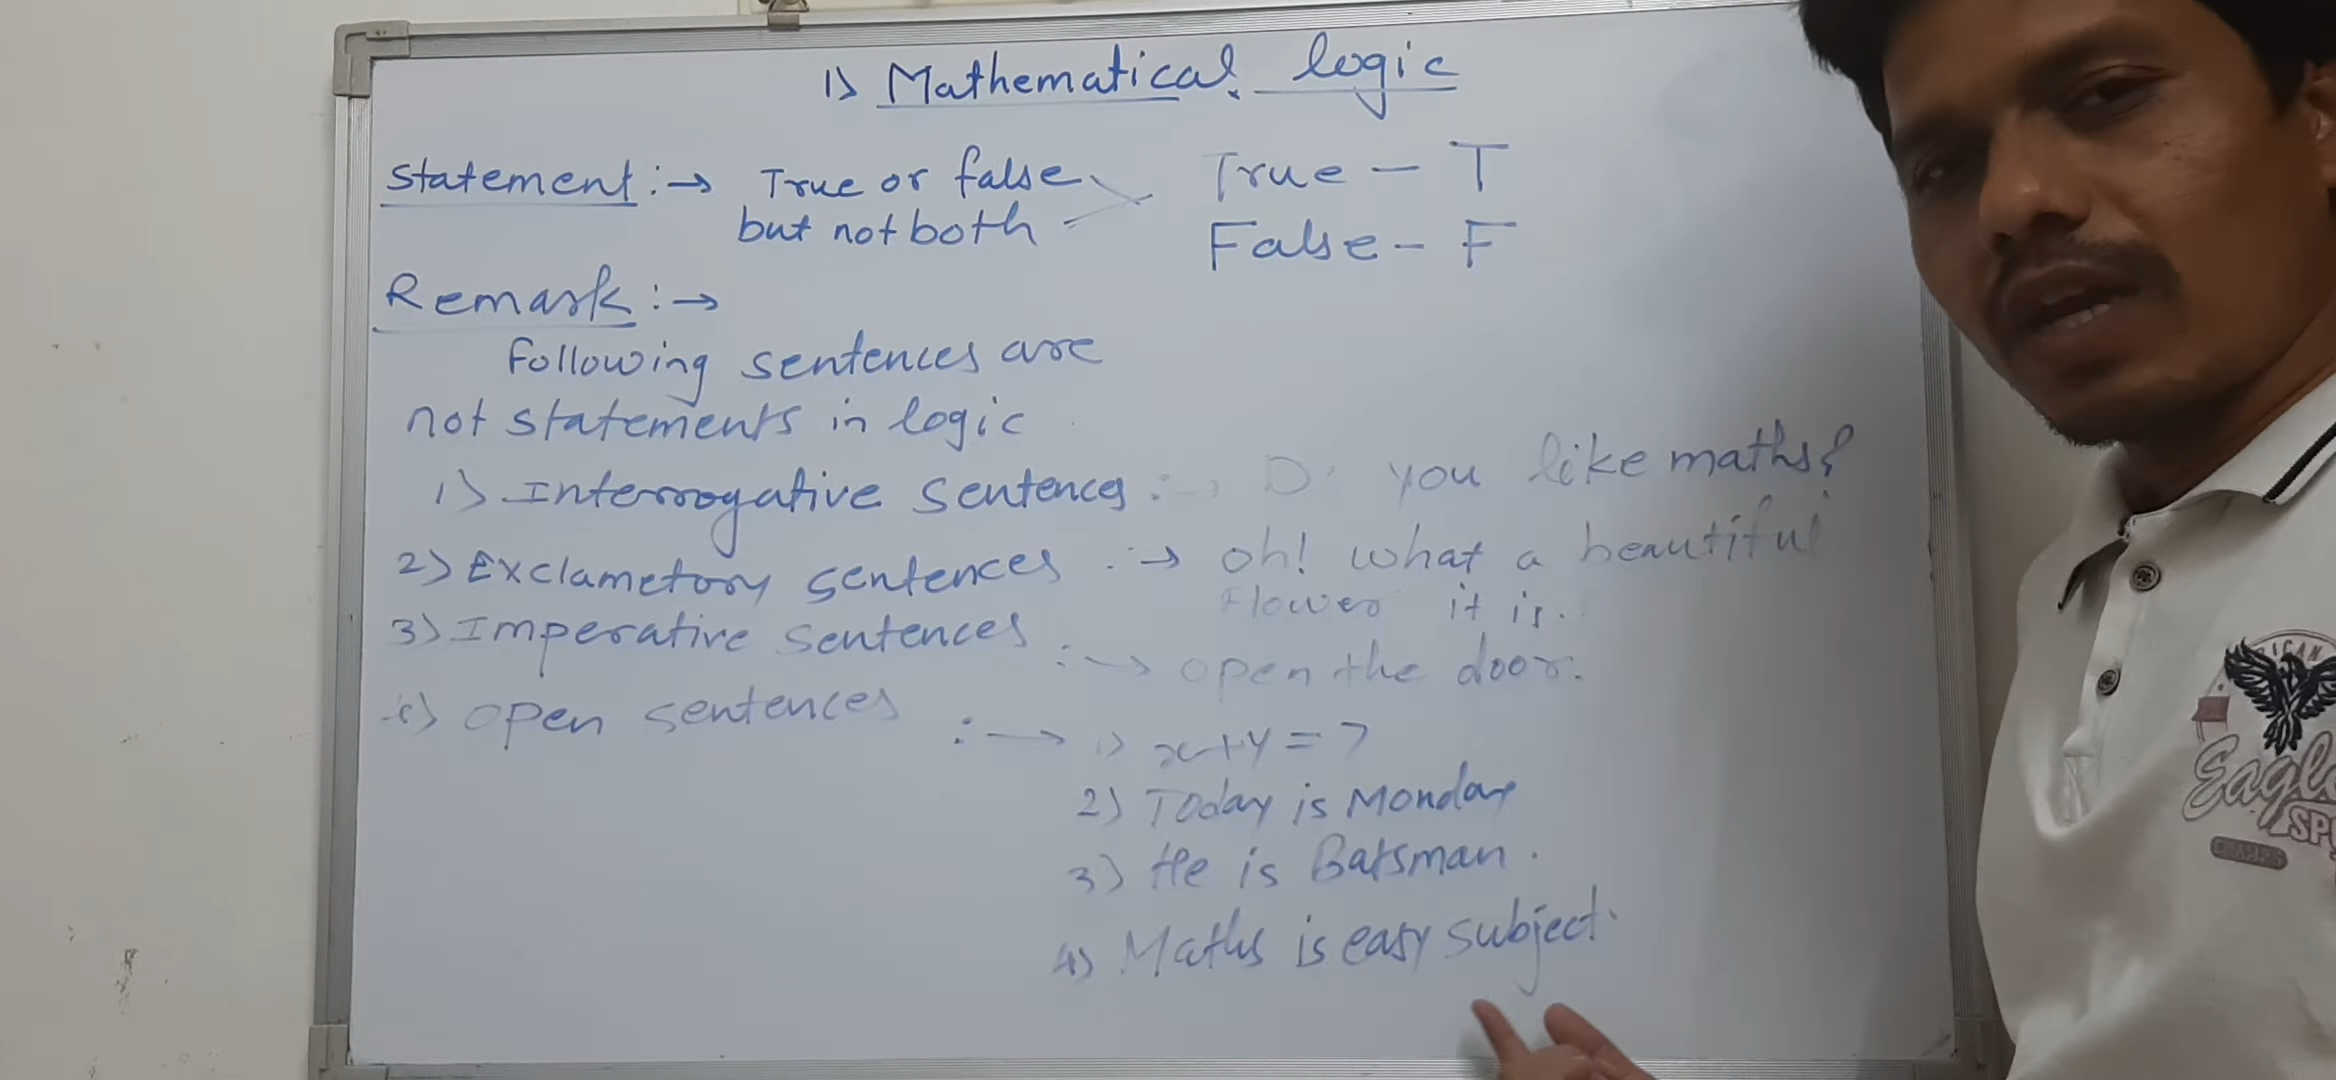 1) Mathematical logic
Statement :→ True or false True - T
but not both False - F
Remark :→
Following sentences are
not statements in logic
1) Interrogative Sentences :→ Do you like maths?
2) Exclametory sentences :→ oh! what a beautiful
Flower it is.
3) Imperative sentences :→ open the door.
4) open sentences :→ 1) x+y=7
2) Today is Monday
3) He is Batsman.
4) Maths is easy subject.
Eagle